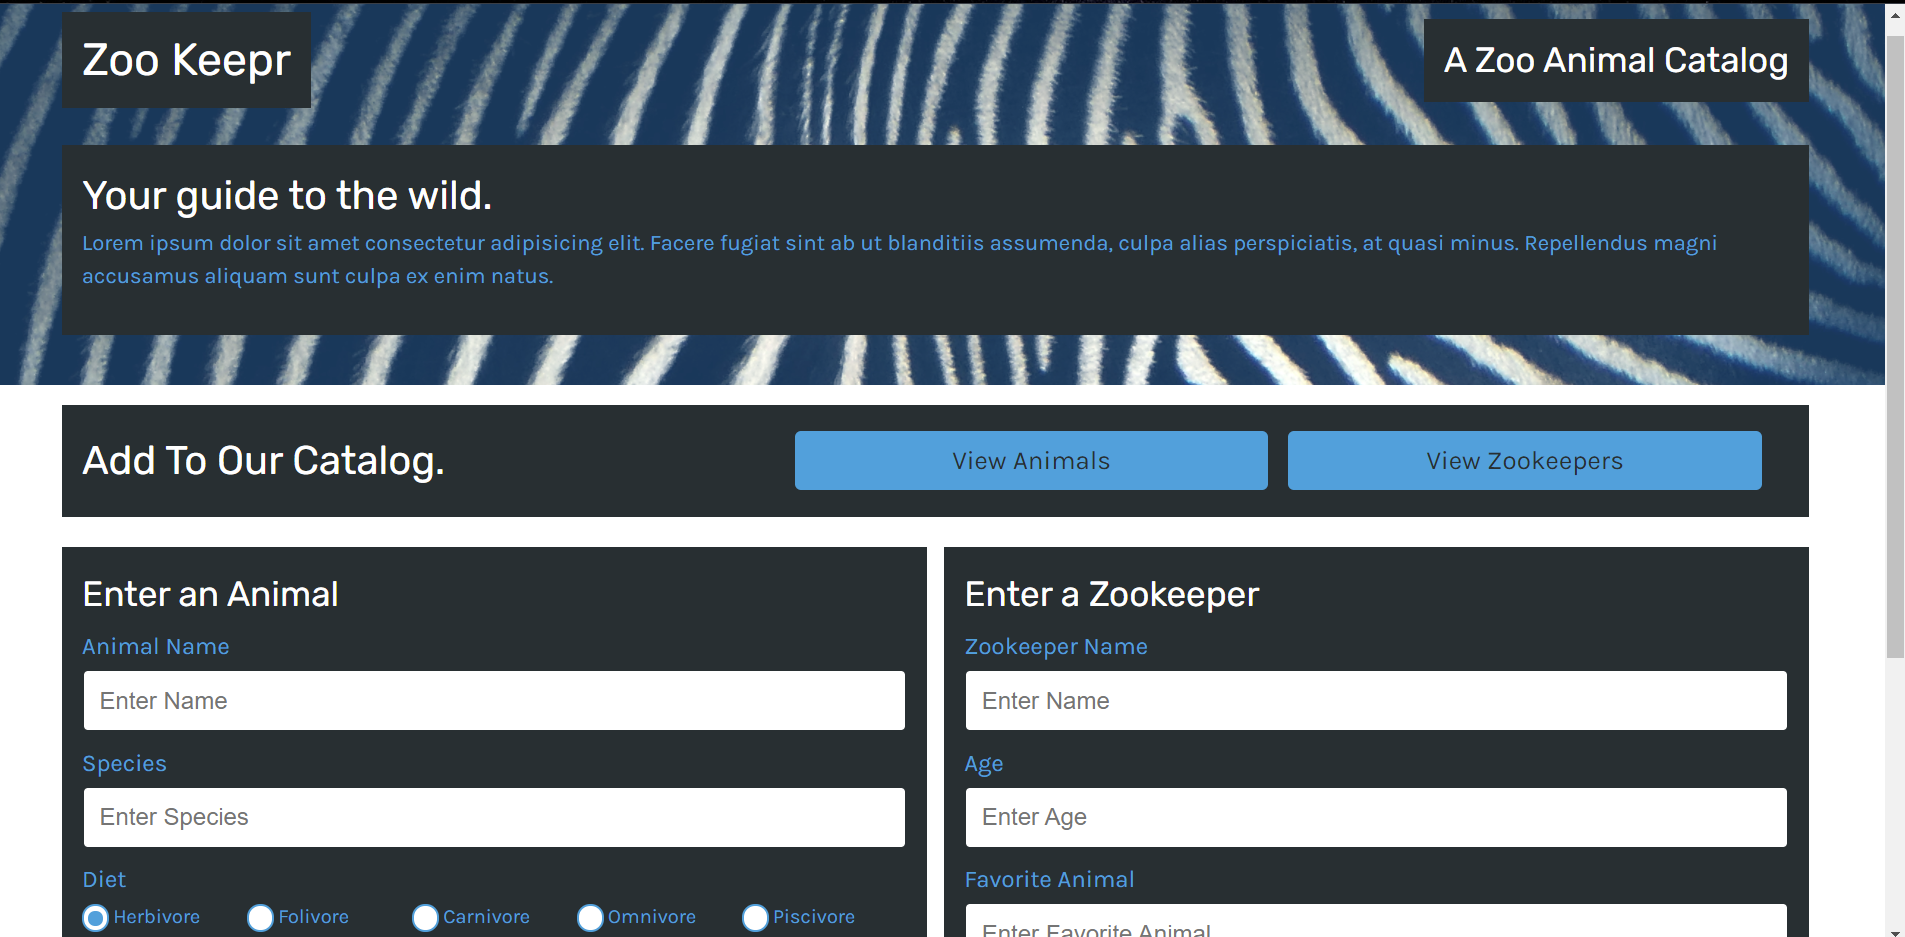 Zoo Keepr
A Zoo Animal Catalog
Your guide to the wild.
Lorem ipsum dolor sit amet consectetur adipisicing elit. Facere fugiat sint ab ut blanditiis assumenda, culpa alias perspiciatis, at quasi minus. Repellendus magni
accusamus aliquam sunt culpa ex enim natus.
Add To Our Catalog.
View Animals
View Zookeepers
Enter an Animal
Animal Name
Enter Name
Species
Enter Species
Diet
Herbivore Folivore Carnivore Omnivore Piscivore
Enter a Zookeeper
Zookeeper Name
Enter Name
Age
Enter Age
Favorite Animal
Enter Favorite Animal